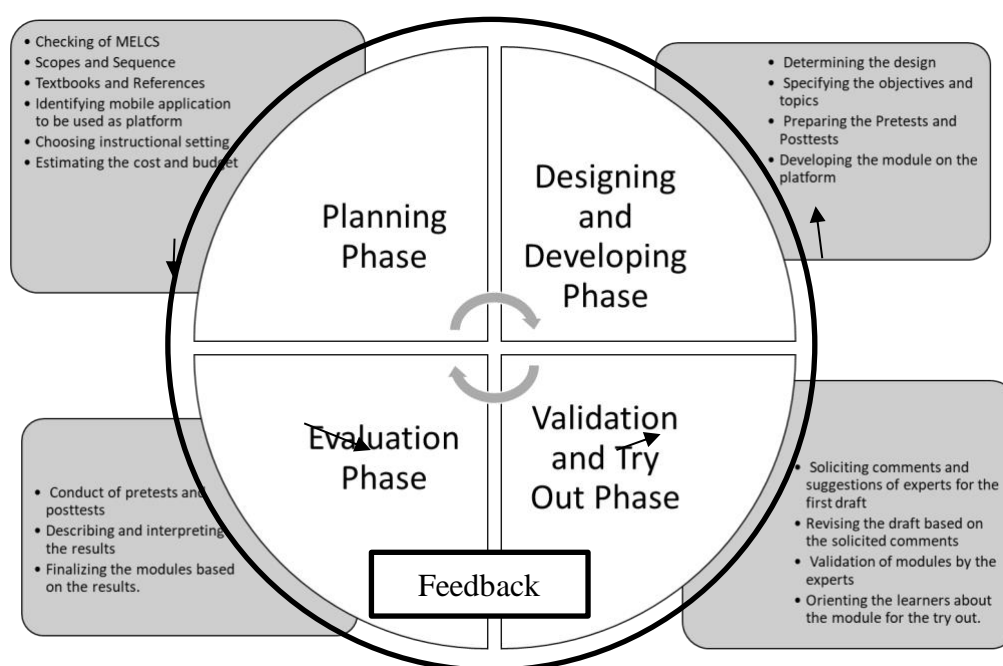 • Checking of MELCS
• Scopes and Sequence
• Textbooks and References
• Identifying mobile application
to be used as platform
• Choosing instructional setting
• Estimating the cost and budget
• Determining the design
• Specifying the objectives and
topics
• Preparing the Pretests and
Posttests
• Developing the module on the
platform
Planning
Phase
Designing
and
Developing
Phase
Evaluation
Phase
Validation
and Try
Out Phase
• Conduct of pretests and
posttests
• Describing and interpreting
the results
• Finalizing the modules based
on the results.
• Soliciting comments and
suggestions of experts for the
first draft
• Revising the draft based on
the solicited comments
• Validation of modules by the
experts
• Orienting the learners about
the module for the try out.
Feedback